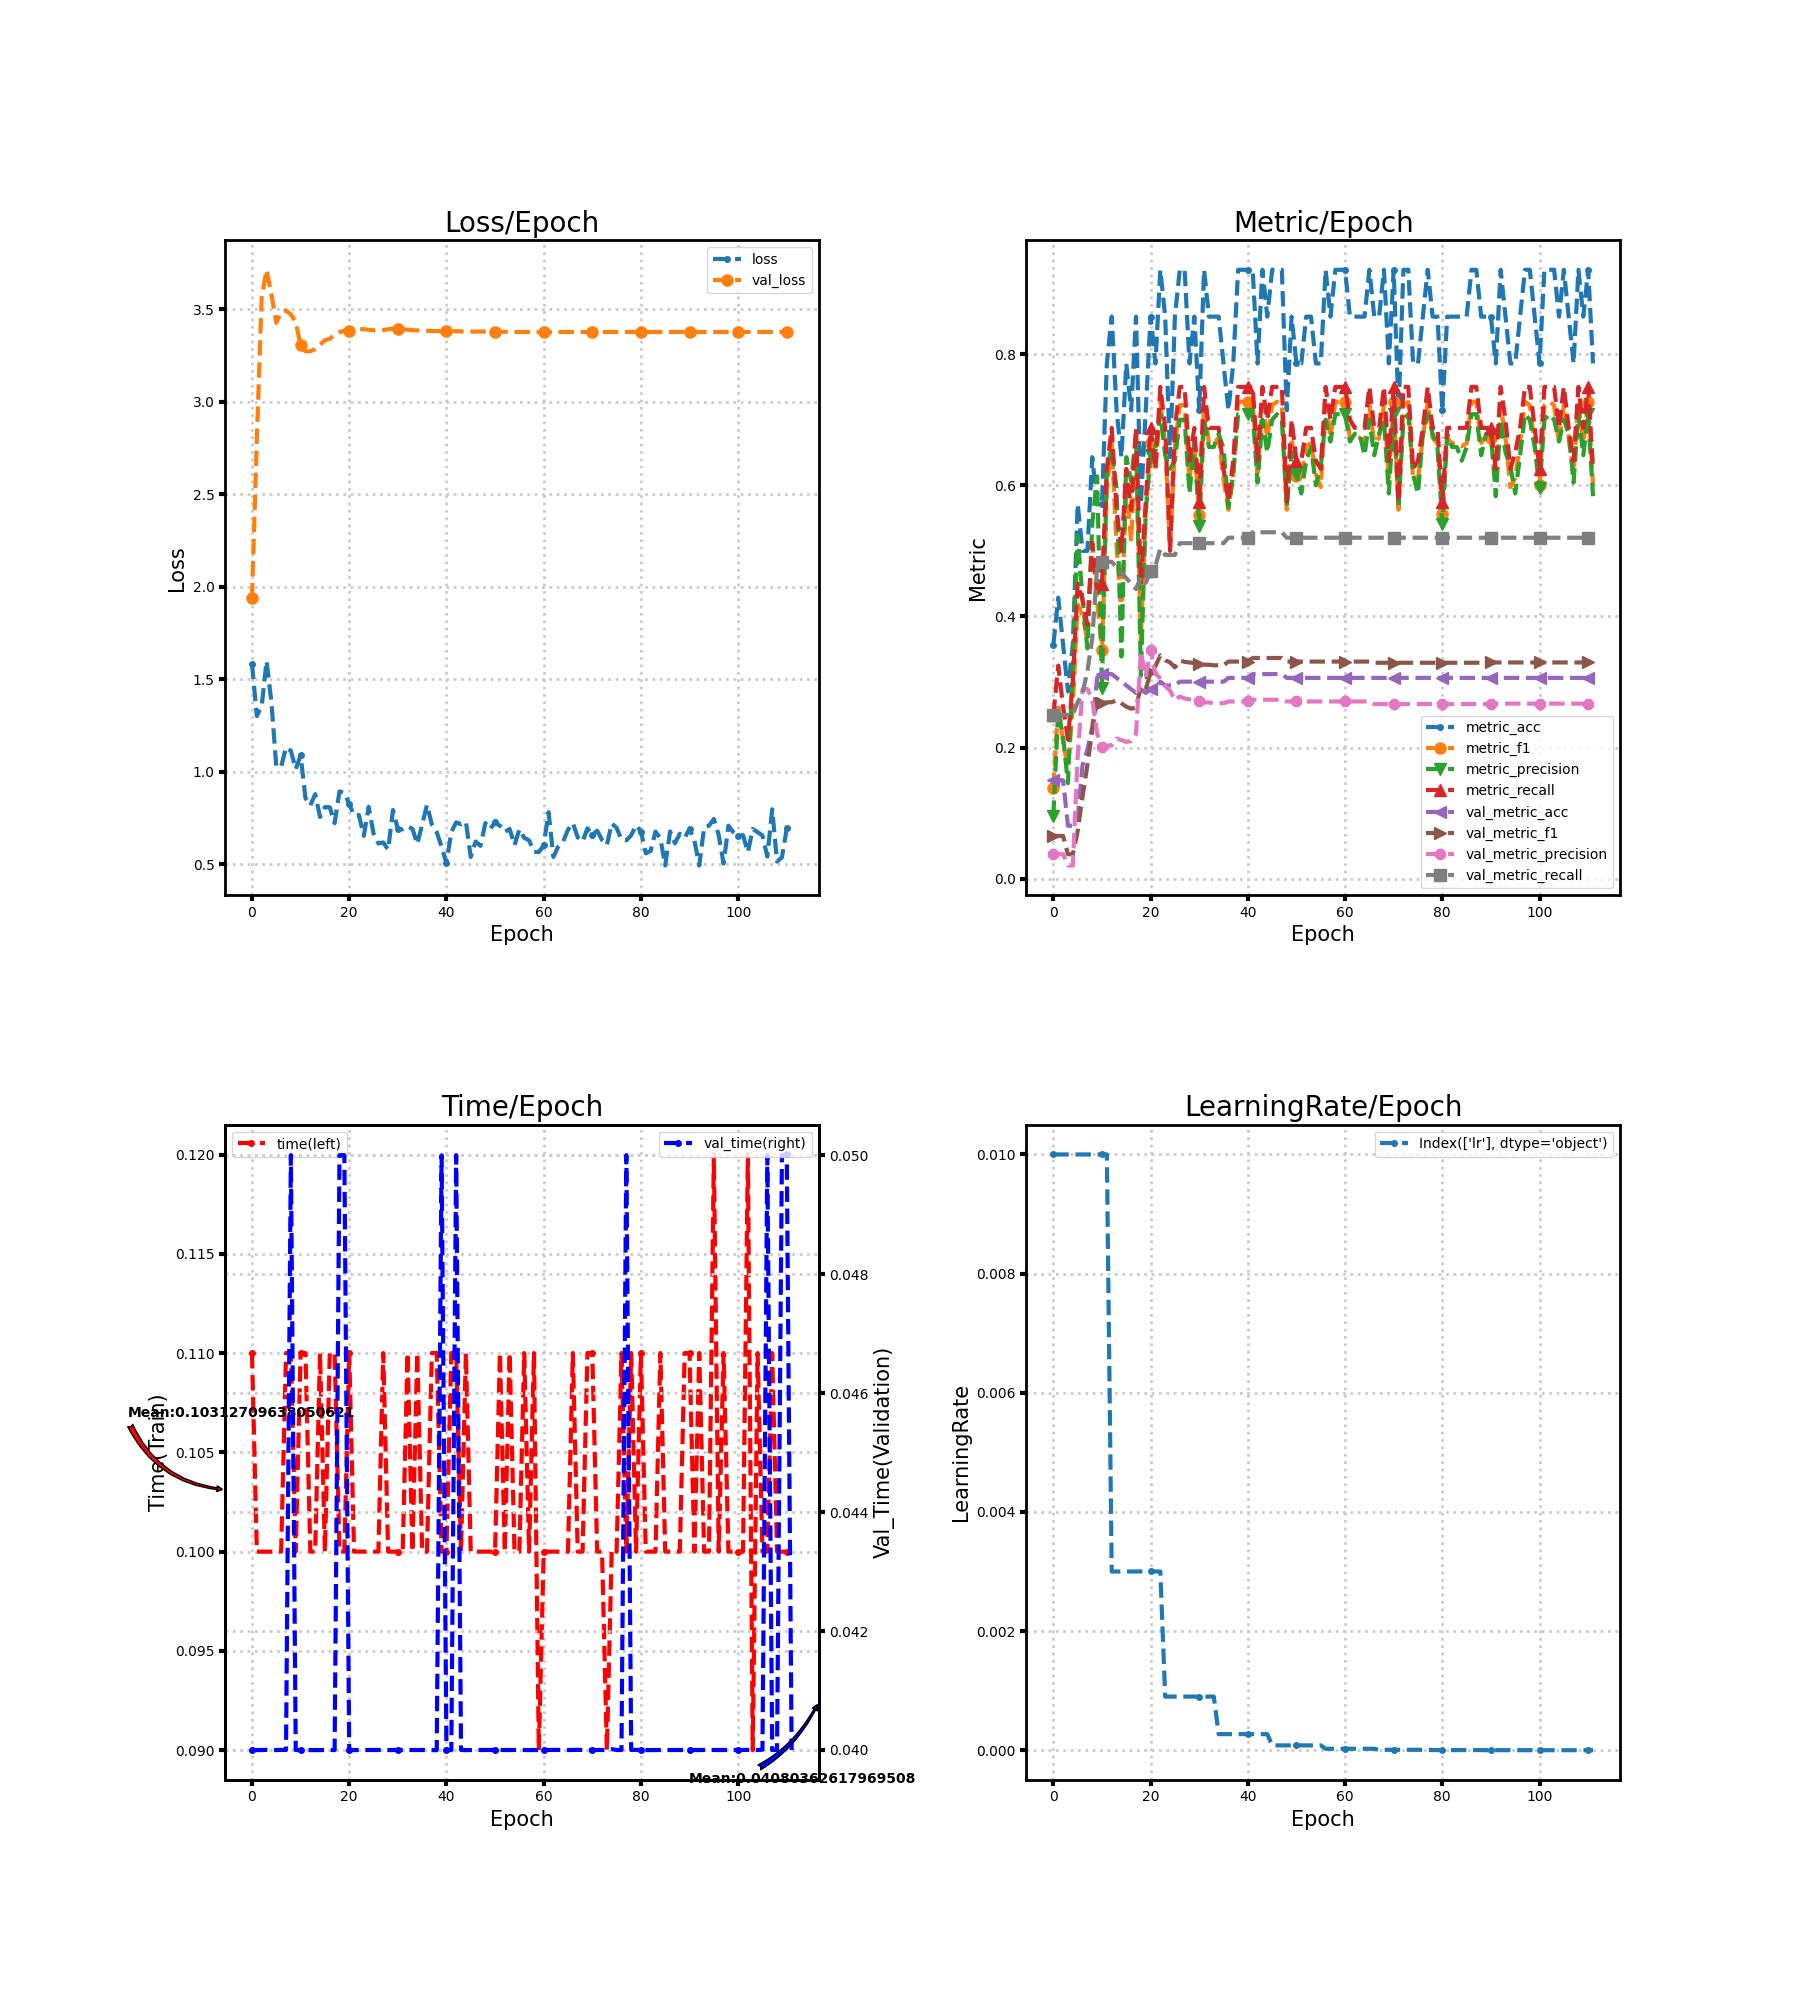 Loss/Epoch
loss
val_loss
3.5
3.0
2.5
2.0
1.5
1.0
0.5
Loss
0
20
40
60
80
100
Epoch
Metric/Epoch
0.8
0.6
0.4
0.2
0.0
Metric
metric_acc
metric_f1
metric_precision
metric_recall
val_metric_acc
val_metric_f1
val_metric_precision
val_metric_recall
0
20
40
60
80
100
Epoch
Time/Epoch
time(left)
val_time(right)
0.120
0.115
0.110
0.105
0.100
0.095
0.090
Time(Train)
0.050
0.048
0.046
0.044
0.042
0.040
Val_Time(Validation)
Mean:0.04080362617969508
0
20
40
60
80
100
Epoch
LearningRate/Epoch
Index(['lr'], dtype='object')
0.010
0.008
0.006
0.004
0.002
0.000
LearningRate
0
20
40
60
80
100
Epoch